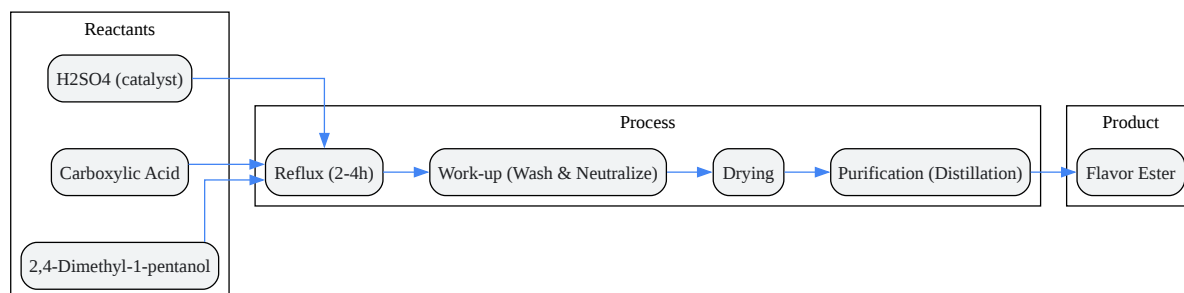 Reactants
H2SO4 (catalyst)
Carboxylic Acid
2,4-Dimethyl-1-pentanol
Process
Reflux (2-4h)
Work-up (Wash & Neutralize)
Drying
Purification (Distillation)
Product
Flavor Ester